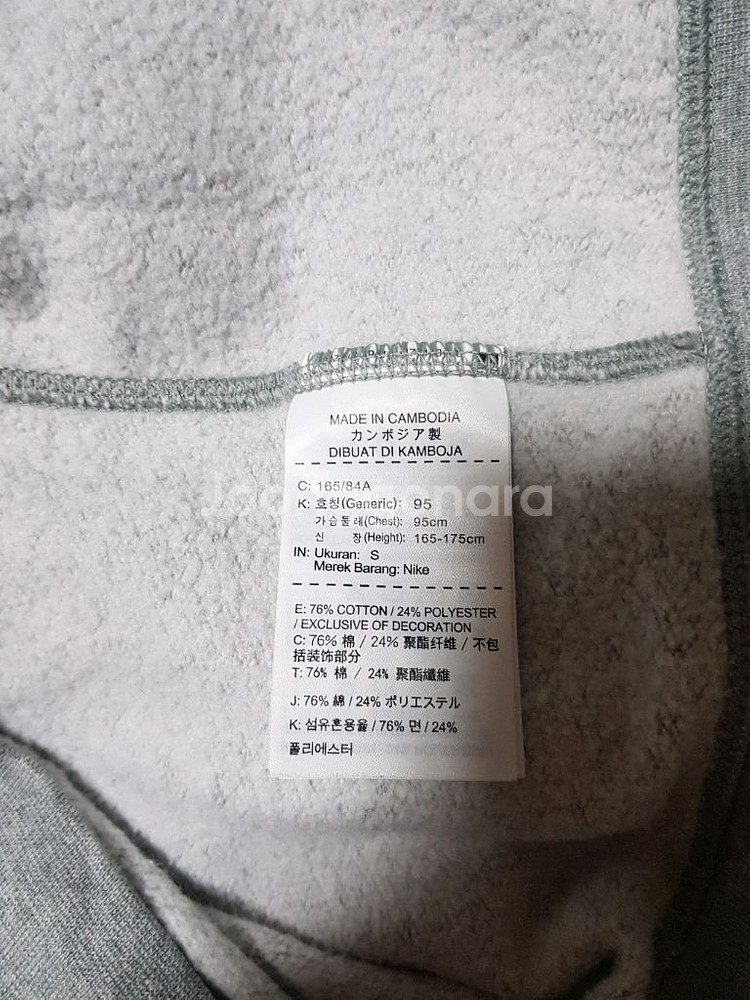 MADE IN CAMBODIA
カンボジア製
DIBUAT DI KAMBOJA
C: 165/84A
K: 호칭(Generic): 95
가슴둘레(Chest): 95cm
신 장(Height): 165-175cm
IN: Ukuran: S
Merek Barang: Nike
E: 76% COTTON / 24% POLYESTER
/ EXCLUSIVE OF DECORATION
C: 76% 棉 / 24% 聚酯纤维 / 不包
括装饰部分
T: 76% 棉 / 24% 聚酯纖維
J: 76% 綿 / 24% ポリエステル
K: 섬유혼용율 / 76% 면 / 24%
폴리에스터